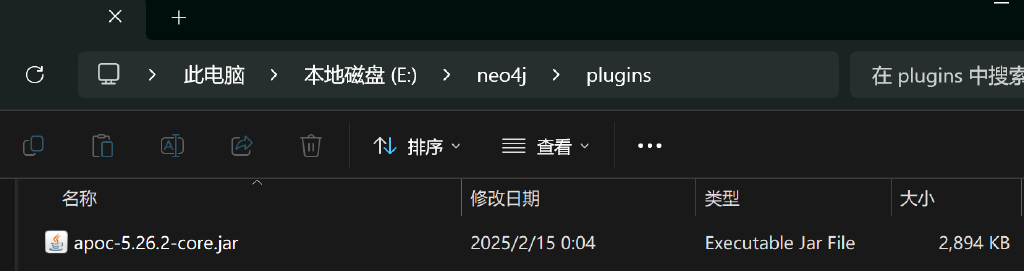 此电脑 > 本地磁盘 (E:) > neo4j > plugins
在 plugins 中搜索
排序 查看
名称 修改日期 类型 大小
apoc-5.26.2-core.jar 2025/2/15 0:04 Executable Jar File 2,894 KB